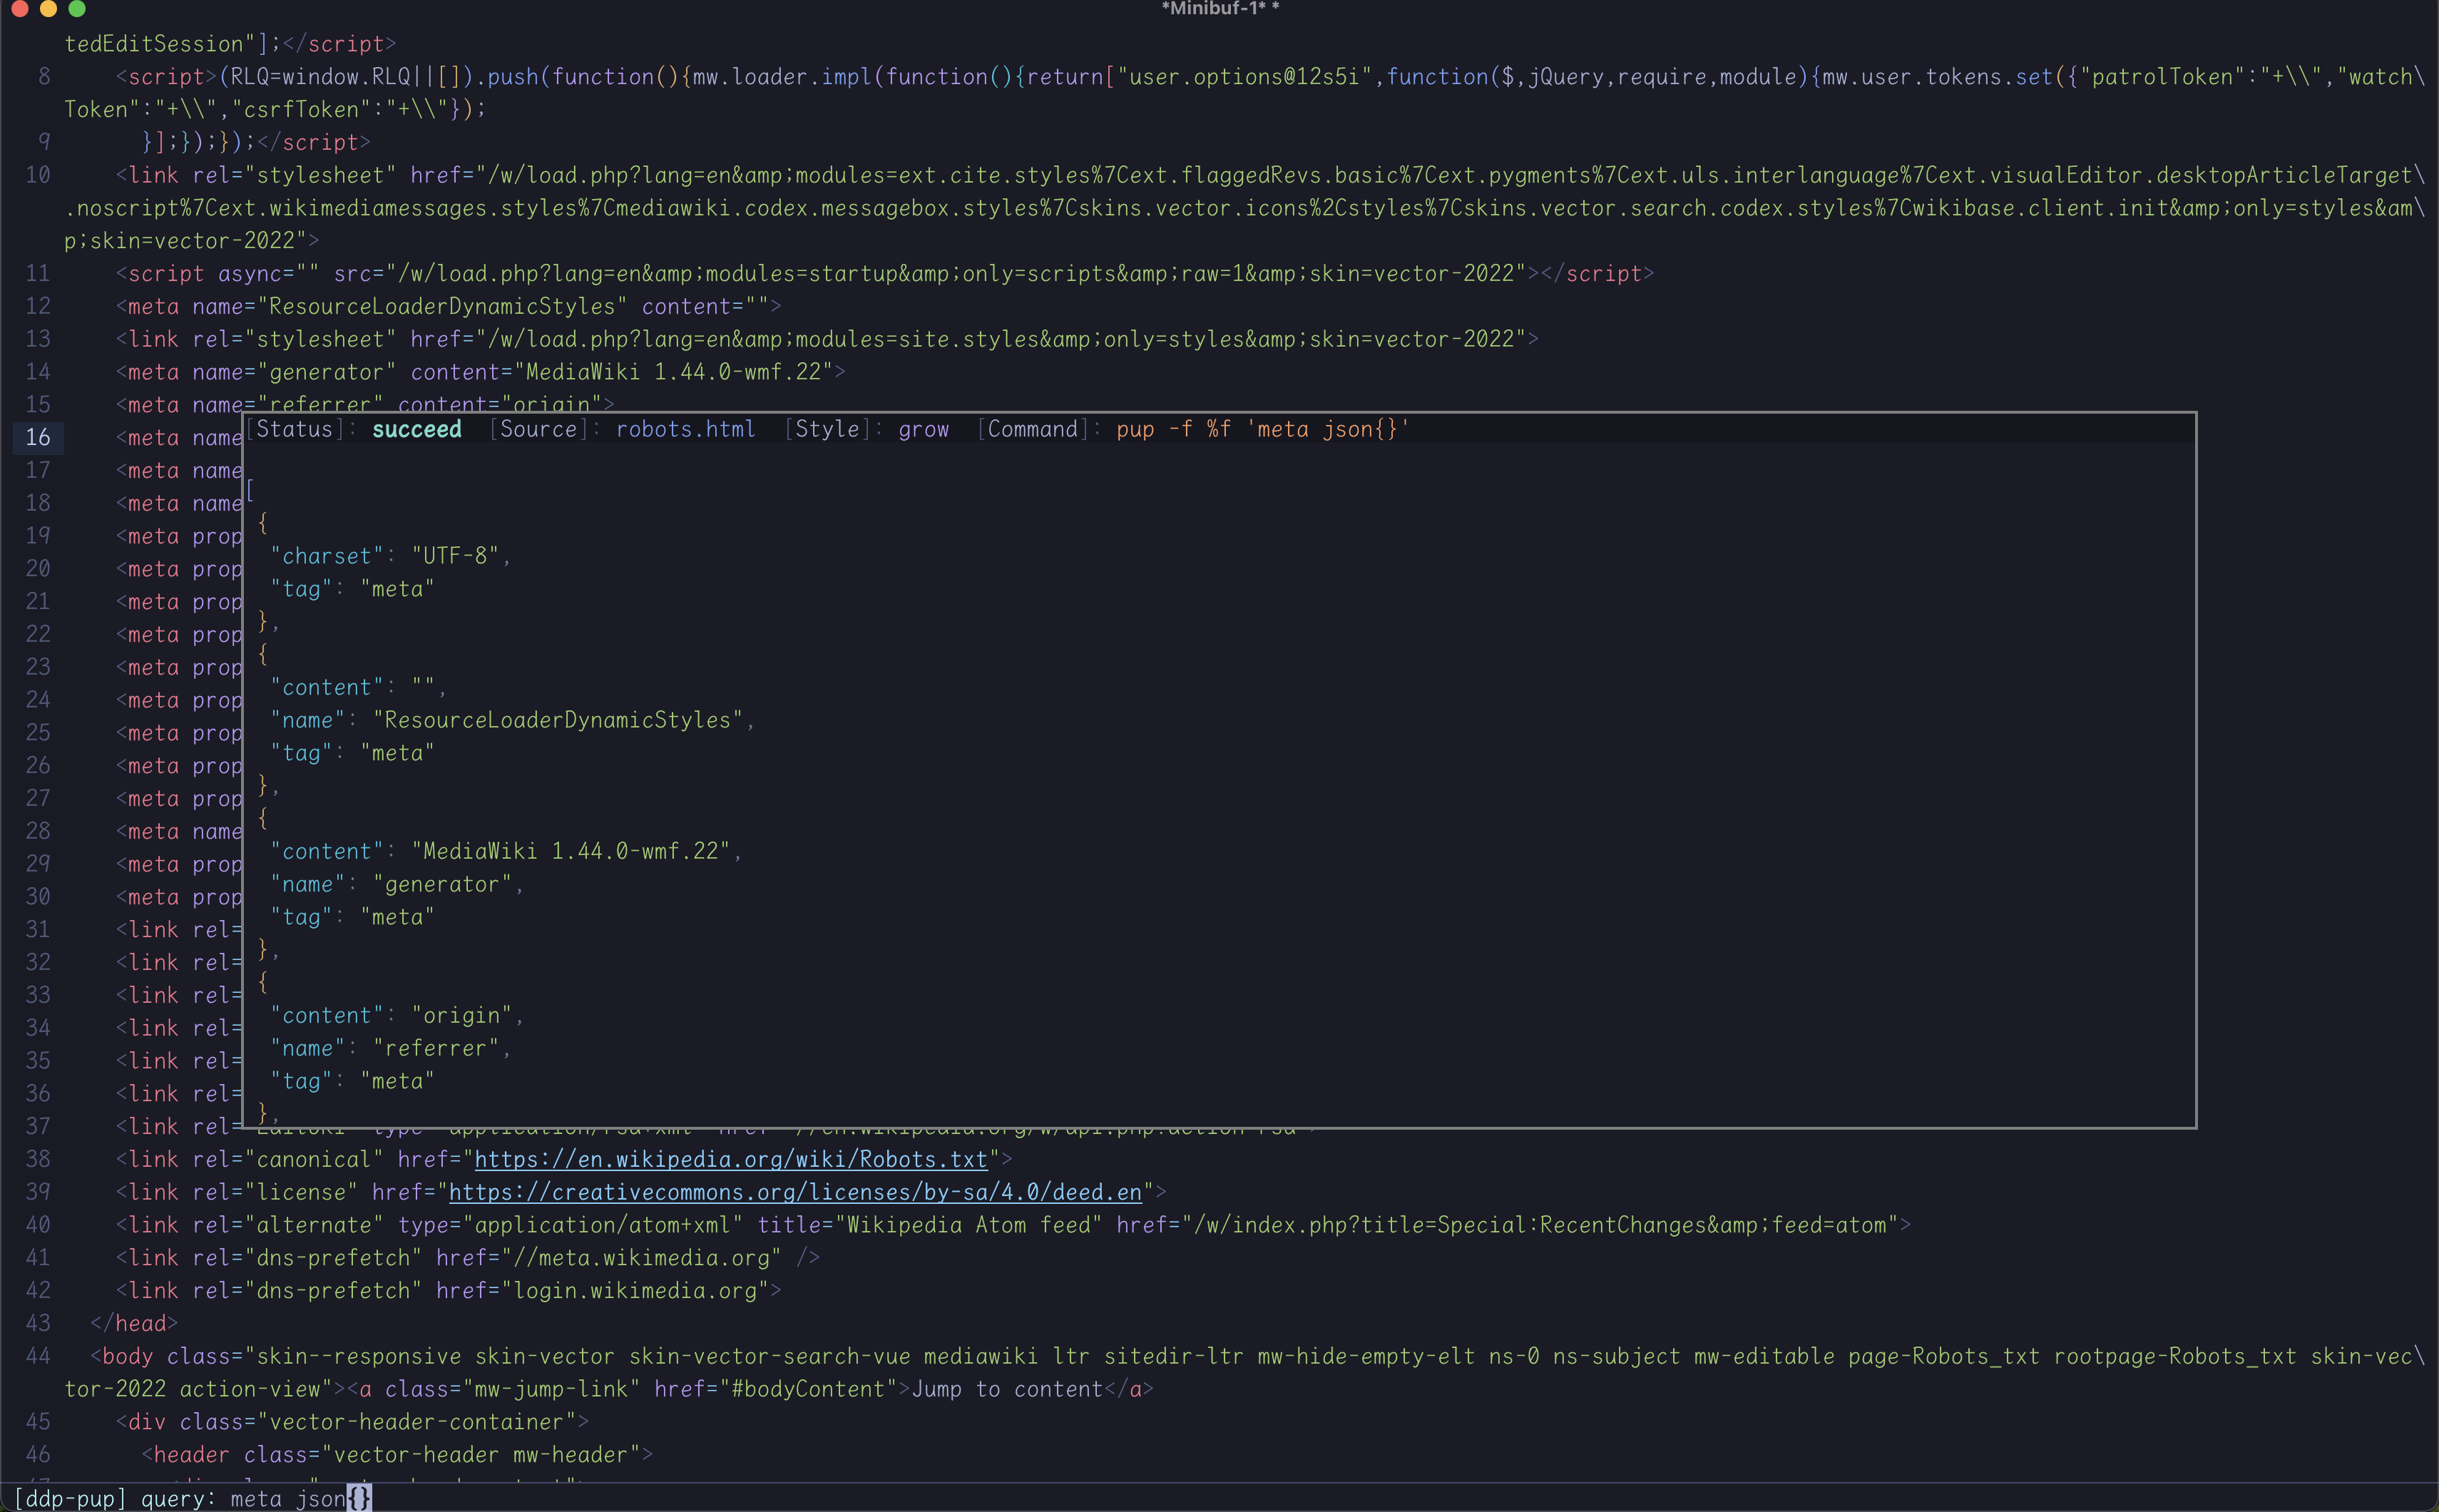 *Minibuf-1* *
tedEditSession"];</script>
8 <script>(RLQ=window.RLQ||[]).push(function(){mw.loader.impl(function(){return["user.options@12s5i",function($,jQuery,require,module){mw.user.tokens.set({"patrolToken":"+\\","watch\
Token":"+\\","csrfToken":"+\\"});
9 }];});});</script>
10 <link rel="stylesheet" href="/w/load.php?lang=en&amp;modules=ext.cite.styles%7Cext.flaggedRevs.basic%7Cext.pygments%7Cext.uls.interlanguage%7Cext.visualEditor.desktopArticleTarget\
.noscript%7Cext.wikimediamessages.styles%7Cmediawiki.codex.messagebox.styles%7Cskins.vector.icons%2Cstyles%7Cskins.vector.search.codex.styles%7Cwikibase.client.init&amp;only=styles&am\
p;skin=vector-2022">
11 <script async="" src="/w/load.php?lang=en&amp;modules=startup&amp;only=scripts&amp;raw=1&amp;skin=vector-2022"></script>
12 <meta name="ResourceLoaderDynamicStyles" content="">
13 <link rel="stylesheet" href="/w/load.php?lang=en&amp;modules=site.styles&amp;only=styles&amp;skin=vector-2022">
14 <meta name="generator" content="MediaWiki 1.44.0-wmf.22">
15 <meta name="referrer" content="origin">
16 <meta name
17 <meta name
18 <meta name
19 <meta prop
20 <meta prop
21 <meta prop
22 <meta prop
23 <meta prop
24 <meta prop
25 <meta prop
26 <meta prop
27 <meta prop
28 <meta name
29 <meta prop
30 <meta prop
31 <link rel=
32 <link rel=
33 <link rel=
34 <link rel=
35 <link rel=
36 <link rel=
[Status]: succeed [Source]: robots.html [Style]: grow [Command]: pup -f %f 'meta json{}'
[
{
"charset": "UTF-8",
"tag": "meta"
},
{
"content": "",
"name": "ResourceLoaderDynamicStyles",
"tag": "meta"
},
{
"content": "MediaWiki 1.44.0-wmf.22",
"name": "generator",
"tag": "meta"
},
{
"content": "origin",
"name": "referrer",
"tag": "meta"
},
37 <link rel=
38 <link rel="canonical" href="https://en.wikipedia.org/wiki/Robots.txt">
39 <link rel="license" href="https://creativecommons.org/licenses/by-sa/4.0/deed.en">
40 <link rel="alternate" type="application/atom+xml" title="Wikipedia Atom feed" href="/w/index.php?title=Special:RecentChanges&amp;feed=atom">
41 <link rel="dns-prefetch" href="//meta.wikimedia.org" />
42 <link rel="dns-prefetch" href="login.wikimedia.org">
43 </head>
44 <body class="skin--responsive skin-vector skin-vector-search-vue mediawiki ltr sitedir-ltr mw-hide-empty-elt ns-0 ns-subject mw-editable page-Robots_txt rootpage-Robots_txt skin-vec\
tor-2022 action-view"><a class="mw-jump-link" href="#bodyContent">Jump to content</a>
45 <div class="vector-header-container">
46 <header class="vector-header mw-header">
[ddp-pup] query: meta json{}